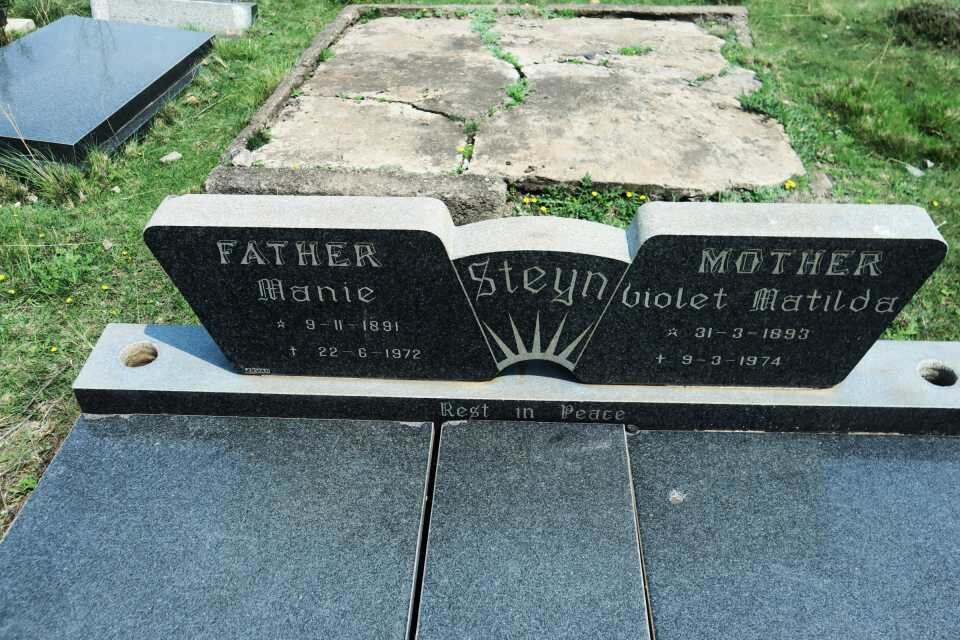 FATHER
Manie
☆ 9-11-1891
† 22-6-1972
Steyn
MOTHER
Violet Matilda
☆ 31-3-1893
† 9-3-1974
Rest in Peace